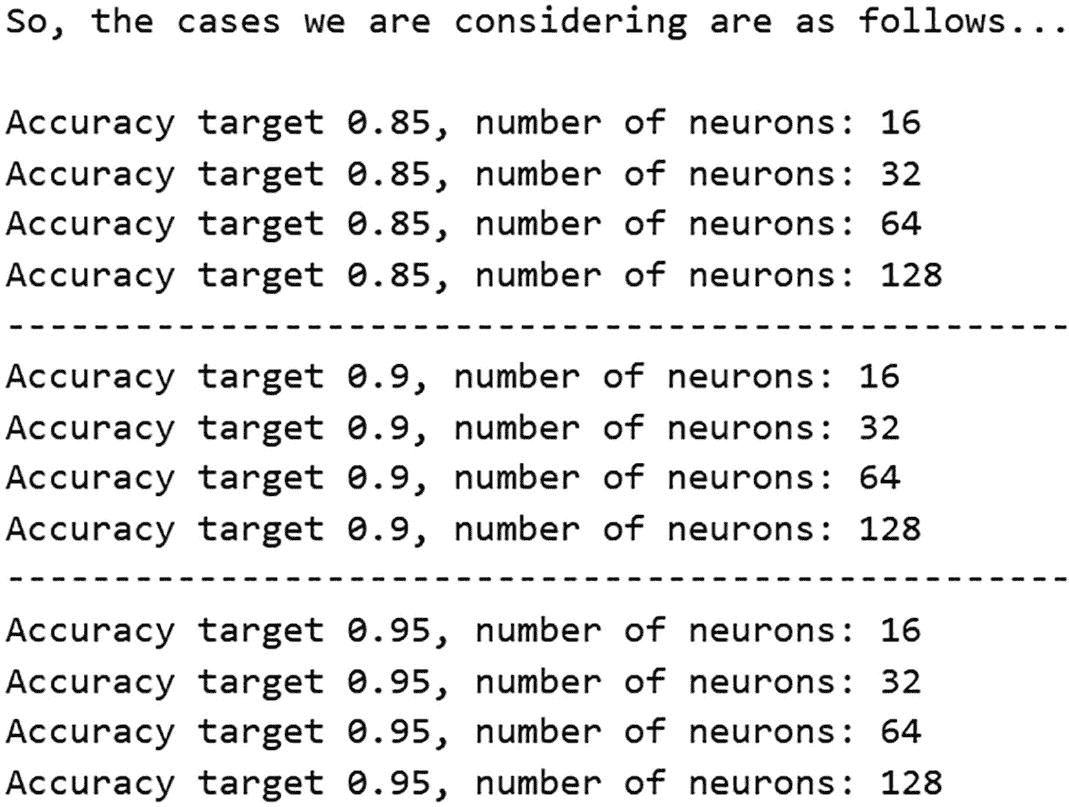 So, the cases we are considering are as follows...
Accuracy target 0.85, number of neurons: 16
Accuracy target 0.85, number of neurons: 32
Accuracy target 0.85, number of neurons: 64
Accuracy target 0.85, number of neurons: 128
--------------------------------------------------
Accuracy target 0.9, number of neurons: 16
Accuracy target 0.9, number of neurons: 32
Accuracy target 0.9, number of neurons: 64
Accuracy target 0.9, number of neurons: 128
--------------------------------------------------
Accuracy target 0.95, number of neurons: 16
Accuracy target 0.95, number of neurons: 32
Accuracy target 0.95, number of neurons: 64
Accuracy target 0.95, number of neurons: 128